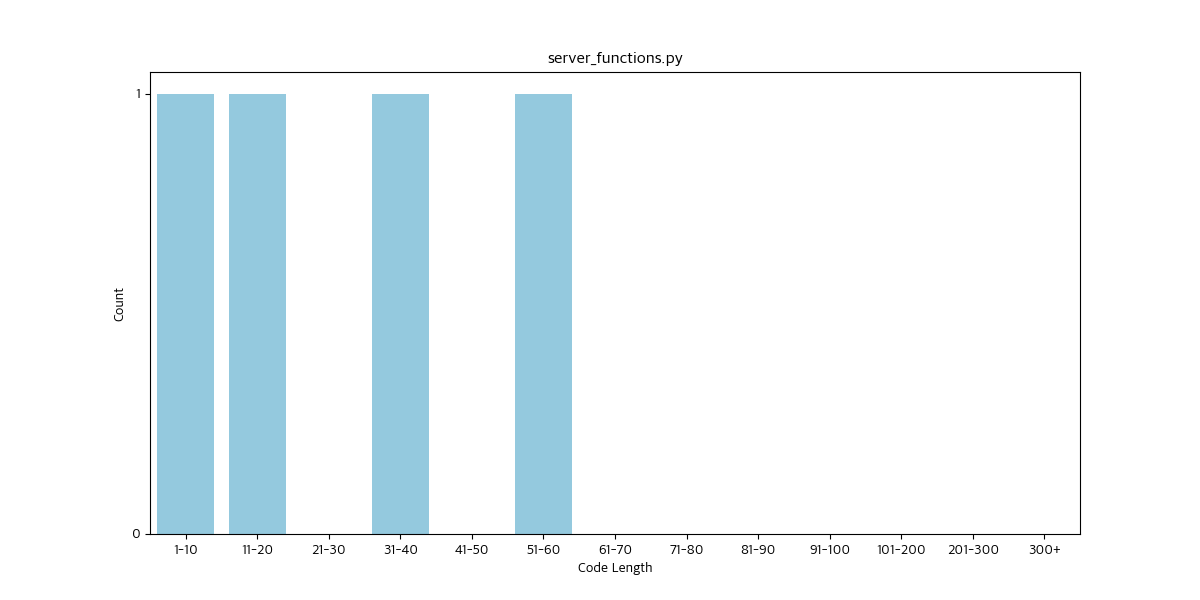 server_functions.py
1
0
Count
1-10 11-20 21-30 31-40 41-50 51-60 61-70 71-80 81-90 91-100 101-200 201-300 300+
Code Length